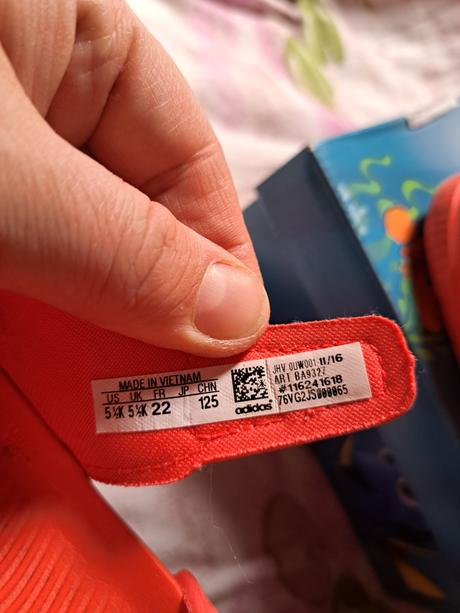 MADE IN VIETNAM
US UK FR JP CHN
5½K 5½K 22 125
adidas
JHV 0UW001 11/16
ART BA9327
#116241618
76VG2JS000065